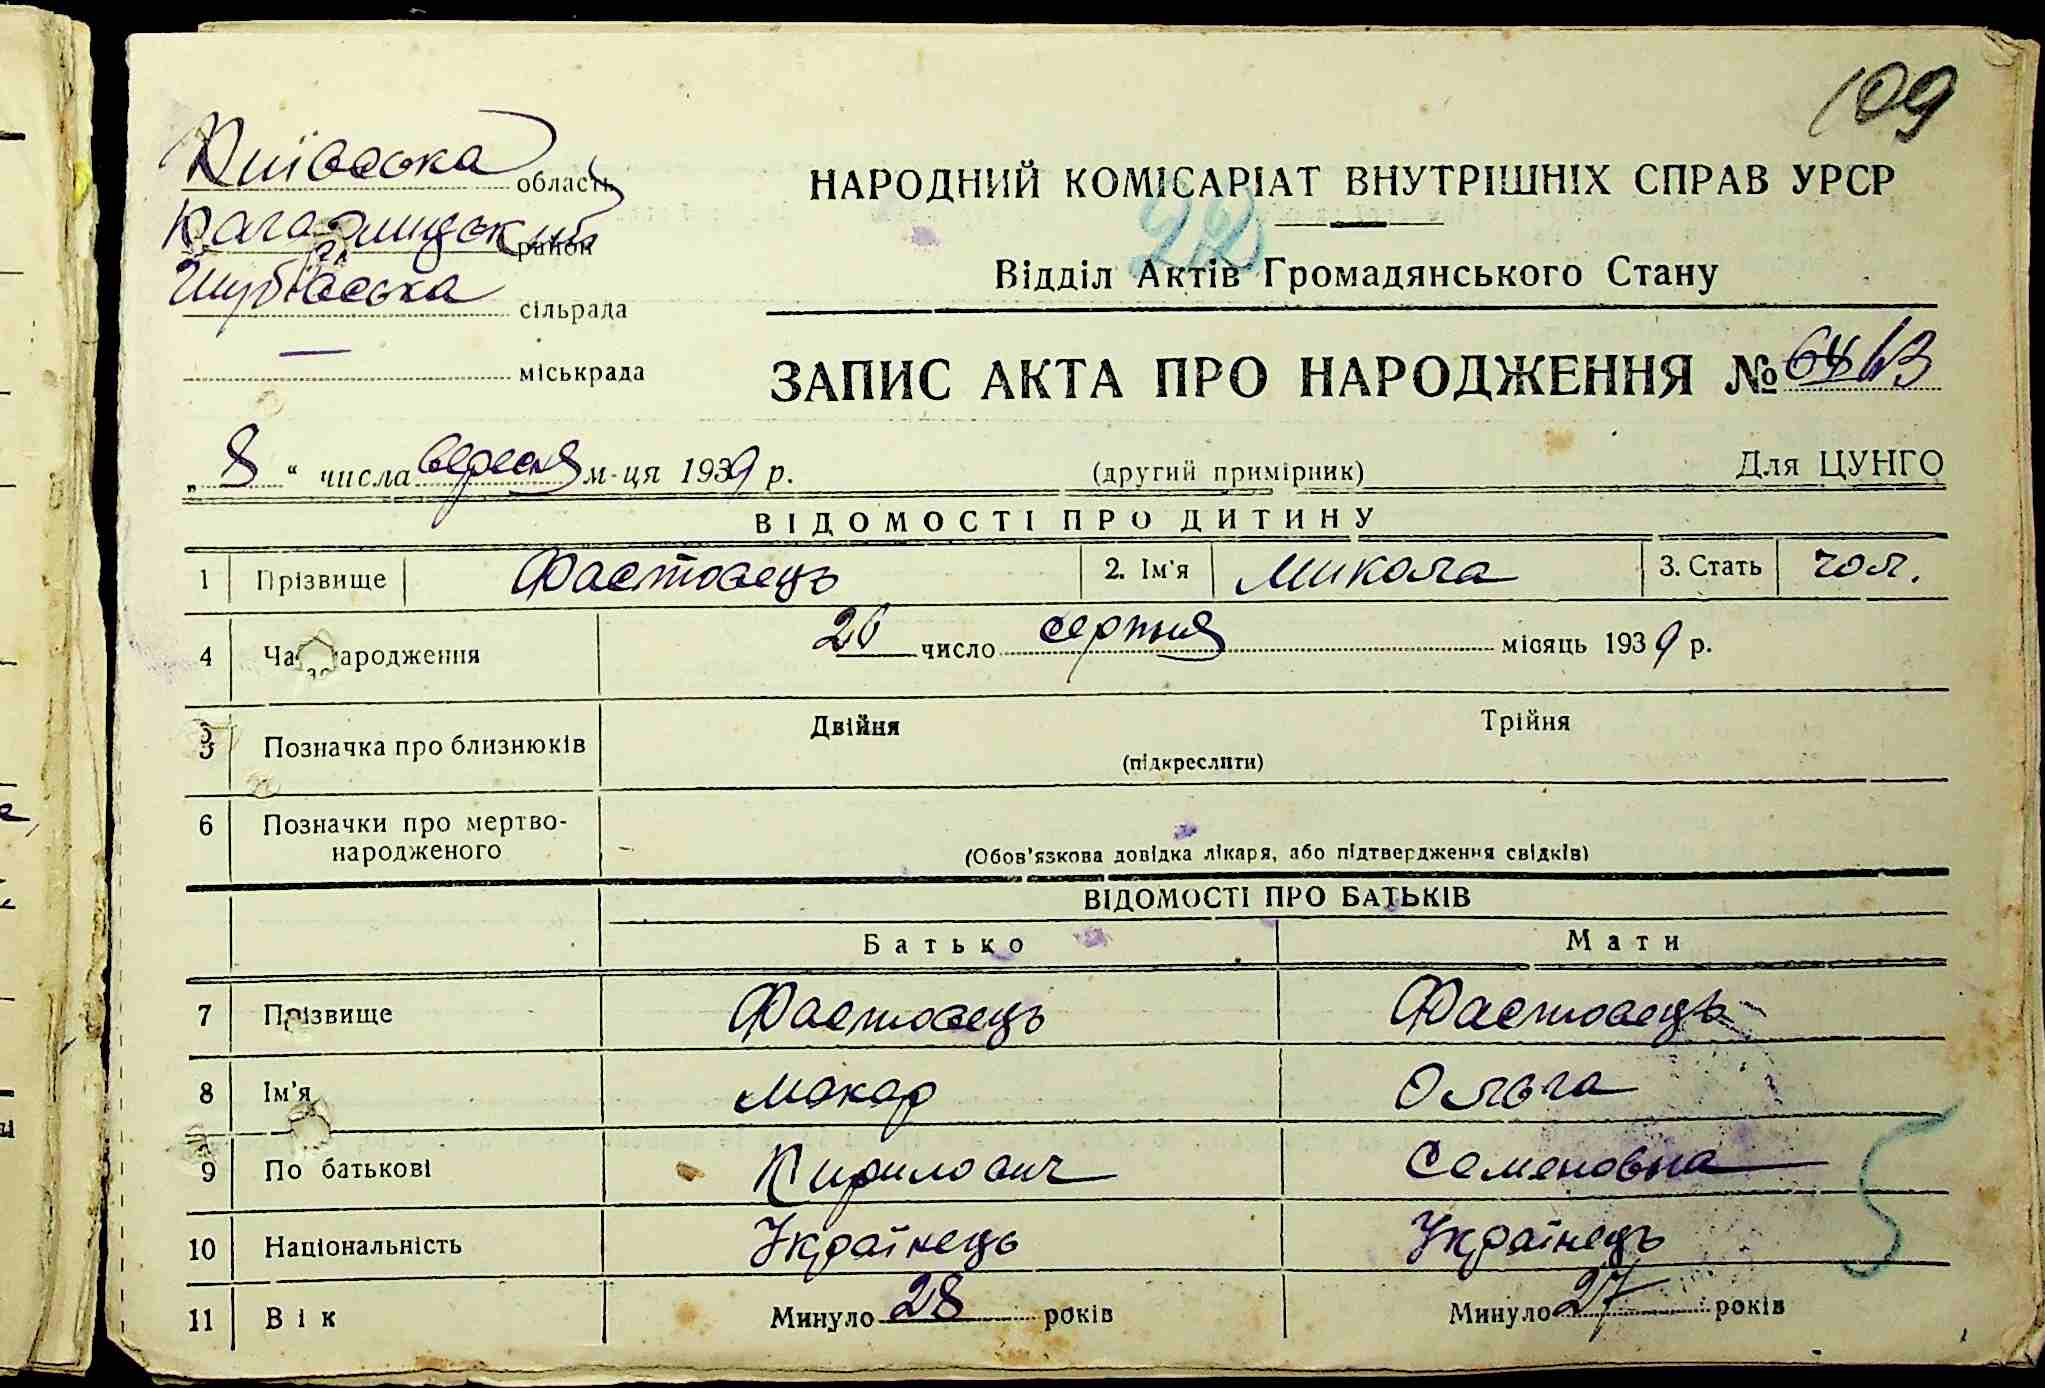 109
Київська область
Кагарлицький район
сільрада
міськрада
НАРОДНИЙ КОМІСАРІАТ ВНУТРІШНІХ СПРАВ УРСР
Відділ Актів Громадянського Стану
ЗАПИС АКТА ПРО НАРОДЖЕННЯ №
„8“ числа вересня м-ця 1939 р. (другий примірник) Для ЦУНГО
ВІДОМОСТІ ПРО ДИТИНУ
1 Прізвище Фастовець 2. Ім'я Микола 3. Стать чол.
4 Час народження 26 число серпня місяць 1939 р.
5 Позначка про близнюків Двійня Трійня
(підкреслити)
6 Позначки про мертво-
народженого (Обов'язкова довідка лікаря, або підтвердження свідків)
ВІДОМОСТІ ПРО БАТЬКІВ
Батько Мати
7 Прізвище Фастовець Фастовець
8 Ім'я Макар Ольга
9 По батькові Кирилович Семеновна
10 Національність Українець Українець
11 Вік Минуло 28 років Минуло 27 років